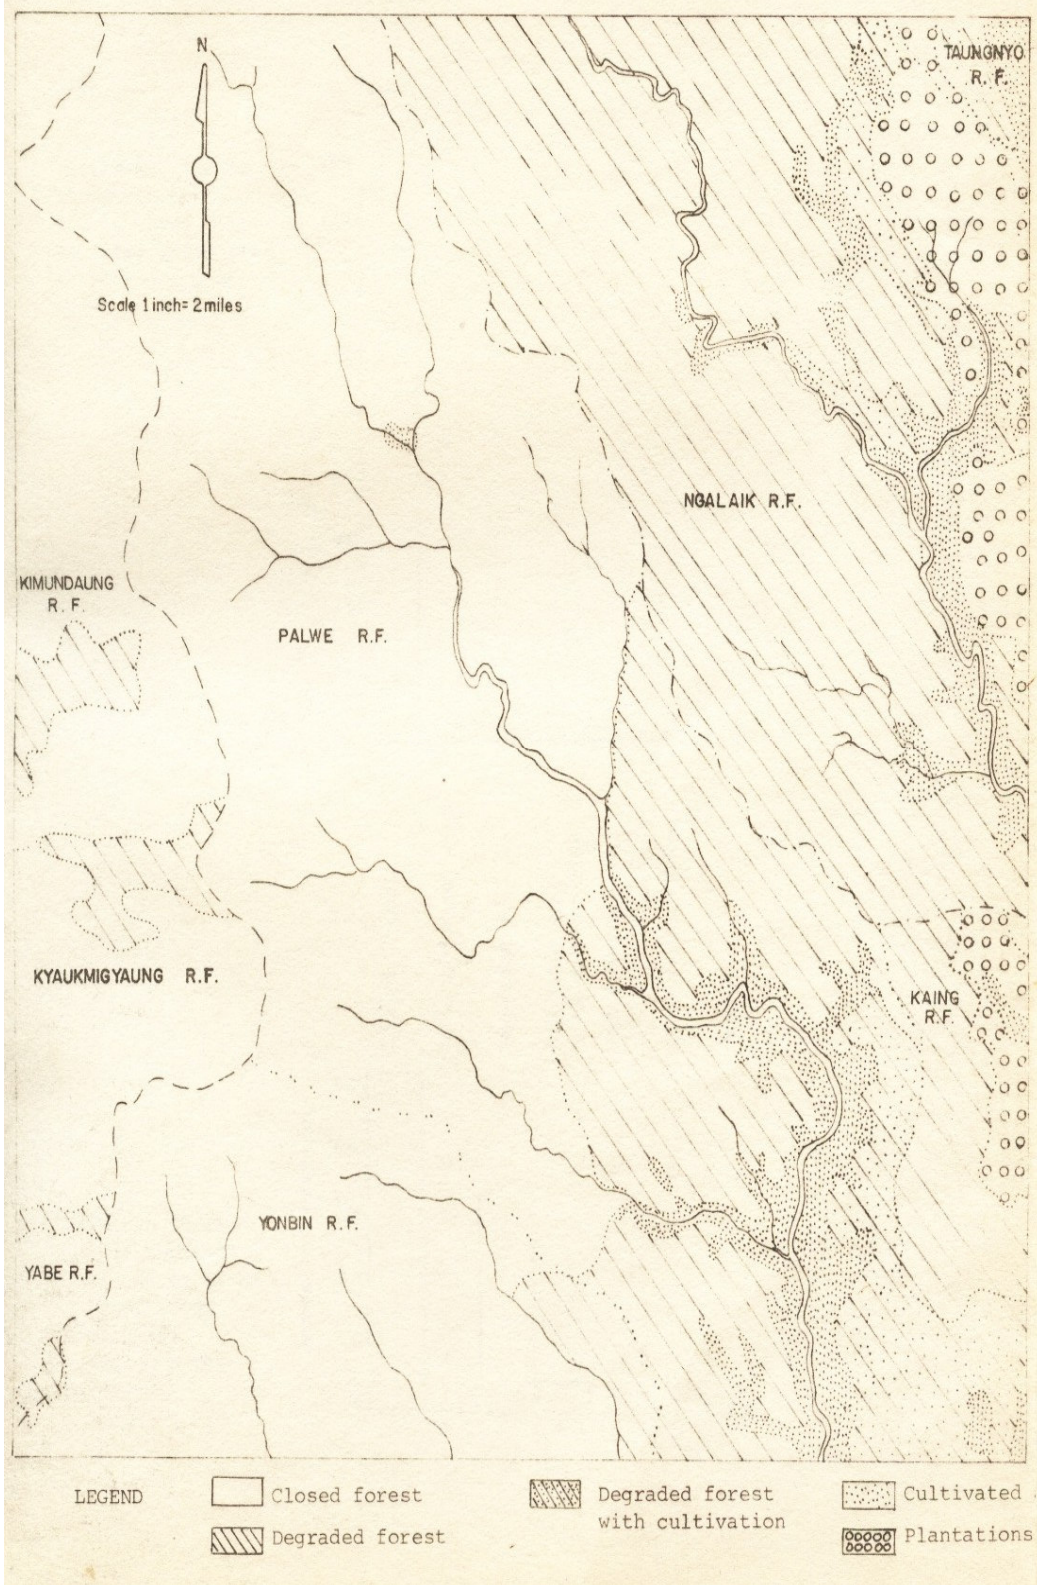 N
TAUNGNYO
R. F.
Scale 1 inch= 2 miles
NGALAIK R.F.
KIMUNDAUNG
R. F.
PALWE R.F.
KYAUKMIGYAUNG R.F.
KAING
R.F.
YONBIN R.F.
YABE R.F.
LEGEND
Closed forest
Degraded forest
Degraded forest
with cultivation
Cultivated
Plantations